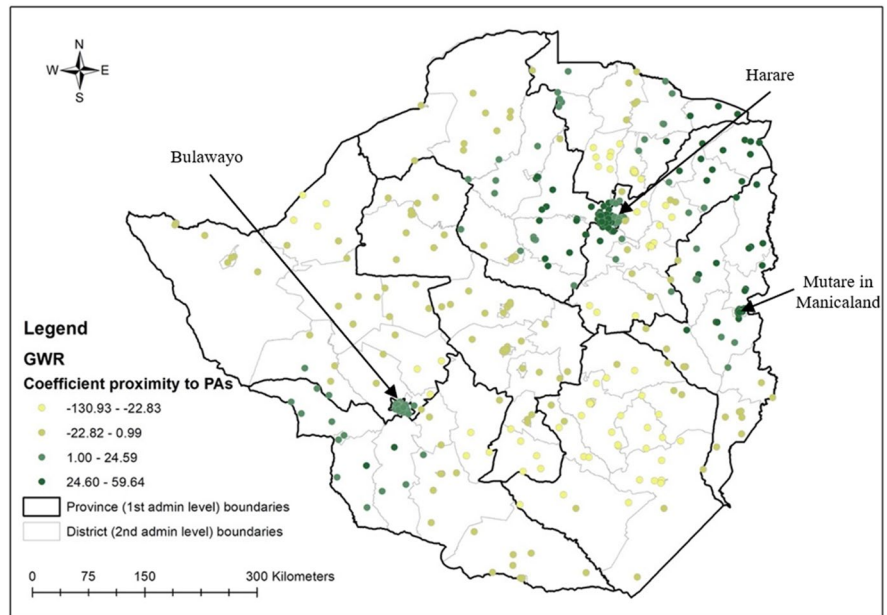 N
W E
S
Harare
Bulawayo
Mutare in
Manicaland
Legend
GWR
Coefficient proximity to PAs
-130.93 - -22.83
-22.82 - 0.99
1.00 - 24.59
24.60 - 59.64
Province (1st admin level) boundaries
District (2nd admin level) boundaries
0 75 150 300 Kilometers